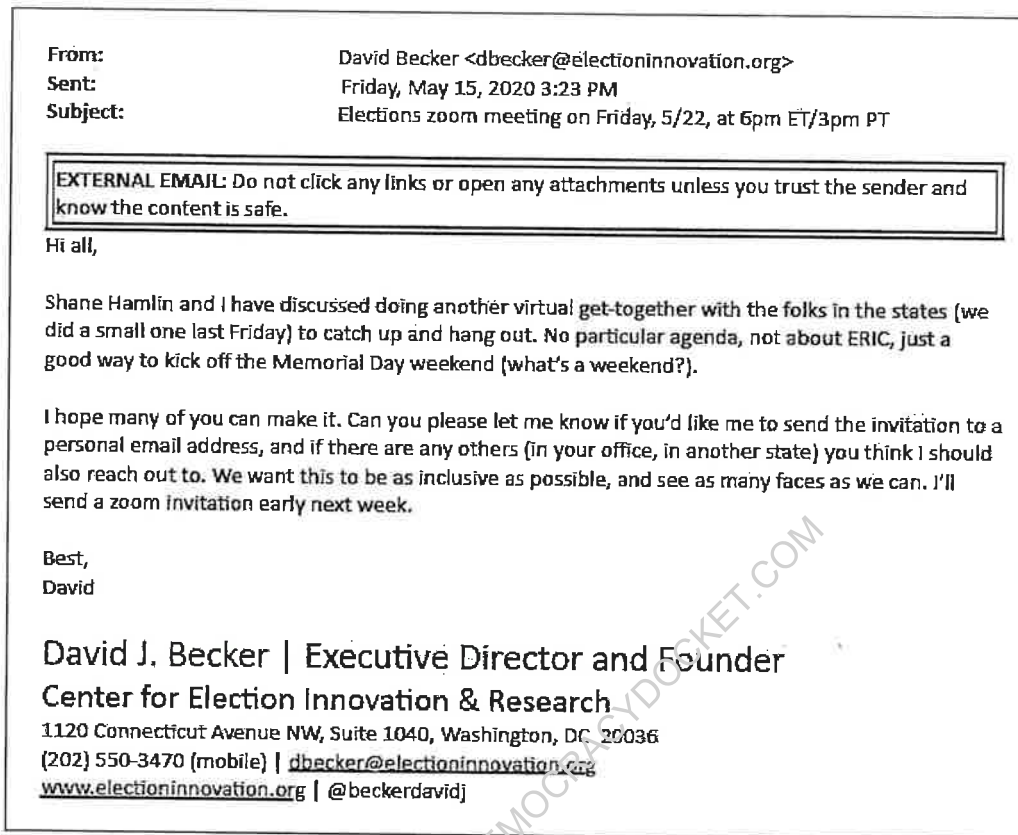 From: David Becker <dbecker@electioninnovation.org>
Sent: Friday, May 15, 2020 3:23 PM
Subject: Elections zoom meeting on Friday, 5/22, at 6pm ET/3pm PT
EXTERNAL EMAIL: Do not click any links or open any attachments unless you trust the sender and
know the content is safe.
Hi all,
Shane Hamlin and I have discussed doing another virtual get-together with the folks in the states (we
did a small one last Friday) to catch up and hang out. No particular agenda, not about ERIC, just a
good way to kick off the Memorial Day weekend (what's a weekend?).
I hope many of you can make it. Can you please let me know if you'd like me to send the invitation to a
personal email address, and if there are any others (in your office, in another state) you think I should
also reach out to. We want this to be as inclusive as possible, and see as many faces as we can. I'll
send a zoom invitation early next week.
Best,
David
David J. Becker | Executive Director and Founder
Center for Election Innovation & Research
1120 Connecticut Avenue NW, Suite 1040, Washington, DC 20036
(202) 550-3470 (mobile) | dbecker@electioninnovation.org
www.electioninnovation.org | @beckerdavidj
EMOCRACYDOCKET.COM